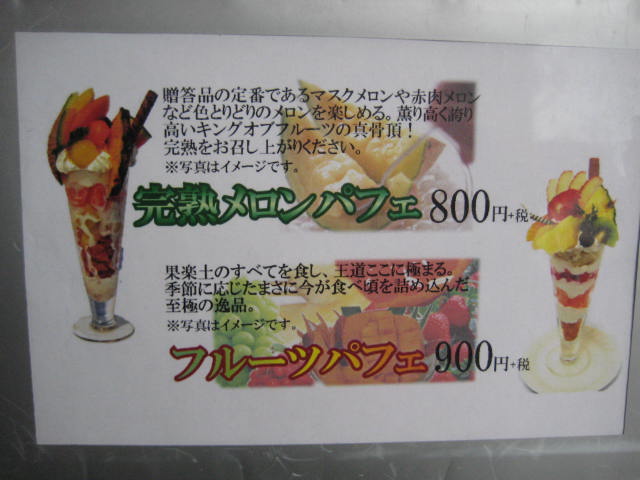 贈答品の定番であるマスクメロンや赤肉メロン
など色とりどりのメロンを楽しめる。薫り高く誇り
高いキングオブフルーツの真骨頂！
完熟をお召し上がりください。
※写真はイメージです。
完熟メロンパフェ 800円+税
果楽土のすべてを食し、王道ここに極まる。
季節に応じたまさに今が食べ頃を詰め込んだ
至極の逸品。
※写真はイメージです。
フルーツパフェ 900円+税